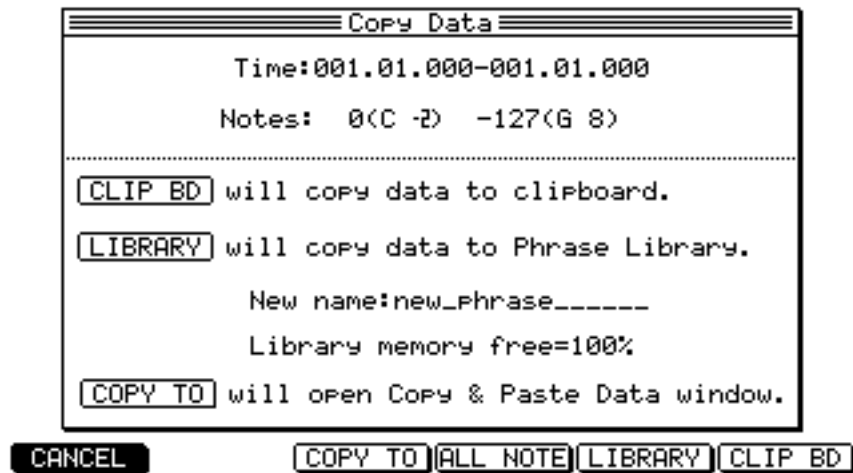 Copy Data
Time:001.01.000-001.01.000
Notes: 0(C -2) -127(G 8)
CLIP BD will copy data to clipboard.
LIBRARY will copy data to Phrase Library.
New name:new_phrase______
Library memory free=100%
COPY TO will open Copy & Paste Data window.
CANCEL COPY TO ALL NOTE LIBRARY CLIP BD